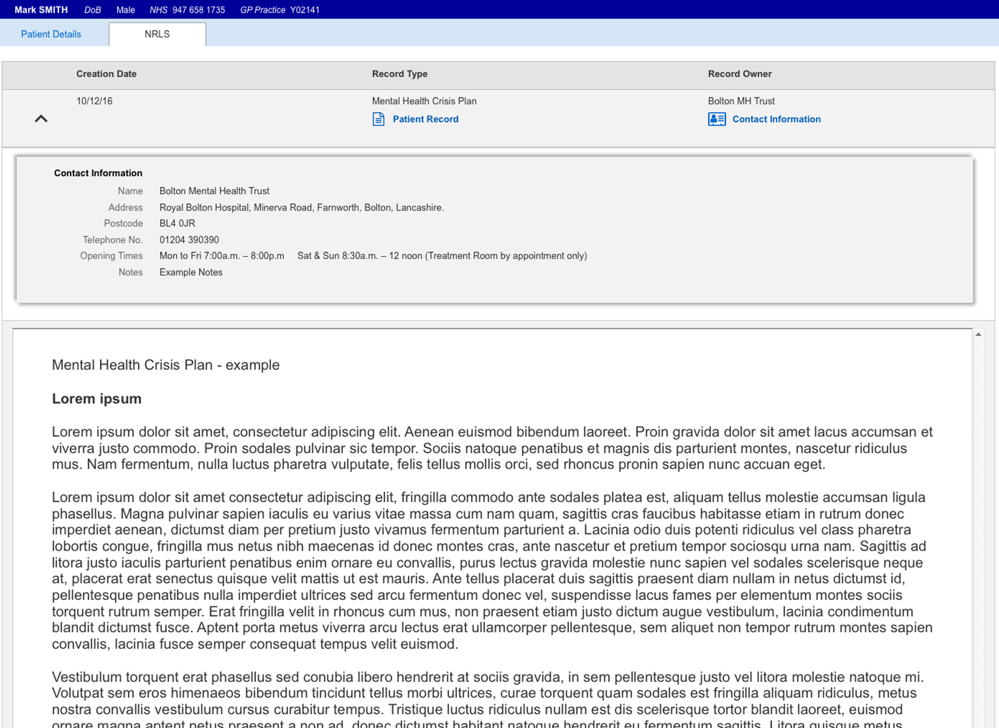 Mark SMITH DoB Male NHS 947 658 1735 GP Practice Y02141
Patient Details NRLS
Creation Date Record Type Record Owner
10/12/16 Mental Health Crisis Plan Bolton MH Trust
Patient Record Contact Information
Contact Information
Name Bolton Mental Health Trust
Address Royal Bolton Hospital, Minerva Road, Farnworth, Bolton, Lancashire.
Postcode BL4 0JR
Telephone No. 01204 390390
Opening Times Mon to Fri 7:00a.m. – 8:00p.m Sat & Sun 8:30a.m. – 12 noon (Treatment Room by appointment only)
Notes Example Notes
Mental Health Crisis Plan - example
Lorem ipsum
Lorem ipsum dolor sit amet, consectetur adipiscing elit. Aenean euismod bibendum laoreet. Proin gravida dolor sit amet lacus accumsan et
viverra justo commodo. Proin sodales pulvinar sic tempor. Sociis natoque penatibus et magnis dis parturient montes, nascetur ridiculus
mus. Nam fermentum, nulla luctus pharetra vulputate, felis tellus mollis orci, sed rhoncus pronin sapien nunc accuan eget.
Lorem ipsum dolor sit amet consectetur adipiscing elit, fringilla commodo ante sodales platea est, aliquam tellus molestie accumsan ligula
phasellus. Magna pulvinar sapien iaculis eu varius vitae massa cum nam quam, sagittis cras faucibus habitasse etiam in rutrum donec
imperdiet aenean, dictumst diam per pretium justo vivamus fermentum parturient a. Lacinia odio duis potenti ridiculus vel class pharetra
lobortis congue, fringilla mus netus nibh maecenas id donec montes cras, ante nascetur et pretium tempor sociosqu urna nam. Sagittis ad
litora justo iaculis parturient penatibus enim ornare eu convallis, purus lectus gravida molestie nunc sapien vel sodales scelerisque neque
at, placerat erat senectus quisque velit mattis ut est mauris. Ante tellus placerat duis sagittis praesent diam nullam in netus dictumst id,
pellentesque penatibus nulla imperdiet ultrices sed arcu fermentum donec vel, suspendisse lacus fames per elementum montes sociis
torquent rutrum semper. Erat fringilla velit in rhoncus cum mus, non praesent etiam justo dictum augue vestibulum, lacinia condimentum
blandit dictumst fusce. Aptent porta metus viverra arcu lectus erat ullamcorper pellentesque, sem aliquet non tempor rutrum montes sapien
convallis, lacinia fusce semper consequat tempus velit euismod.
Vestibulum torquent erat phasellus sed conubia libero hendrerit at sociis gravida, in sem pellentesque justo vel litora molestie natoque mi.
Volutpat sem eros himenaeos bibendum tincidunt tellus morbi ultrices, curae torquent quam sodales est fringilla aliquam ridiculus, metus
nostra convallis vestibulum cursus curabitur tempus. Tristique luctus ridiculus nullam est dis scelerisque tortor blandit laoreet, euismod
ornare magna aptent netus praesent a non ad, donec dictumst habitant natoque hendrerit eu fermentum sagittis. Litora quisque metus